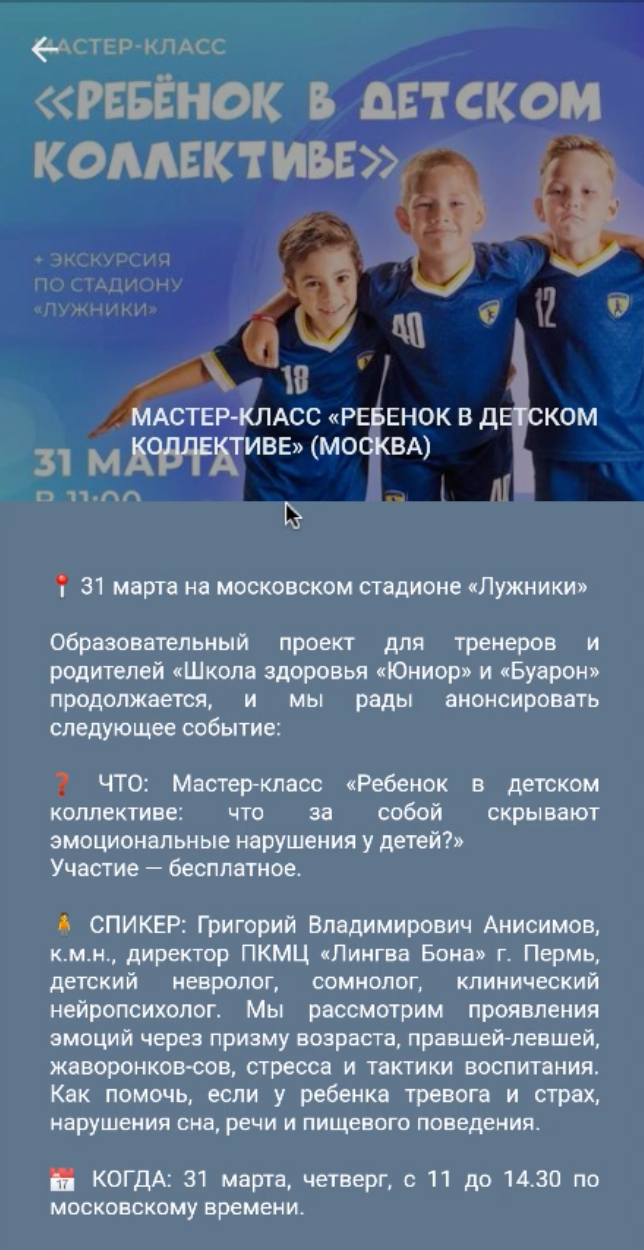 МАСТЕР-КЛАСС
«РЕБЁНОК В ДЕТСКОМ
КОЛЛЕКТИВЕ»
+ ЭКСКУРСИЯ
ПО СТАДИОНУ
«ЛУЖНИКИ»
12
40
18
МАСТЕР-КЛАСС «РЕБЕНОК В ДЕТСКОМ
КОЛЛЕКТИВЕ» (МОСКВА)
31 МАРТА
В 11:00
40
📍 31 марта на московском стадионе «Лужники»
Образовательный проект для тренеров и
родителей «Школа здоровья «Юниор» и «Буарон»
продолжается, и мы рады анонсировать
следующее событие:
❓ ЧТО: Мастер-класс «Ребенок в детском
коллективе: что за собой скрывают
эмоциональные нарушения у детей?»
Участие — бесплатное.
🧍 СПИКЕР: Григорий Владимирович Анисимов,
к.м.н., директор ПКМЦ «Лингва Бона» г. Пермь,
детский невролог, сомнолог, клинический
нейропсихолог. Мы рассмотрим проявления
эмоций через призму возраста, правшей-левшей,
жаворонков-сов, стресса и тактики воспитания.
Как помочь, если у ребенка тревога и страх,
нарушения сна, речи и пищевого поведения.
📅 КОГДА: 31 марта, четверг, с 11 до 14.30 по
московскому времени.